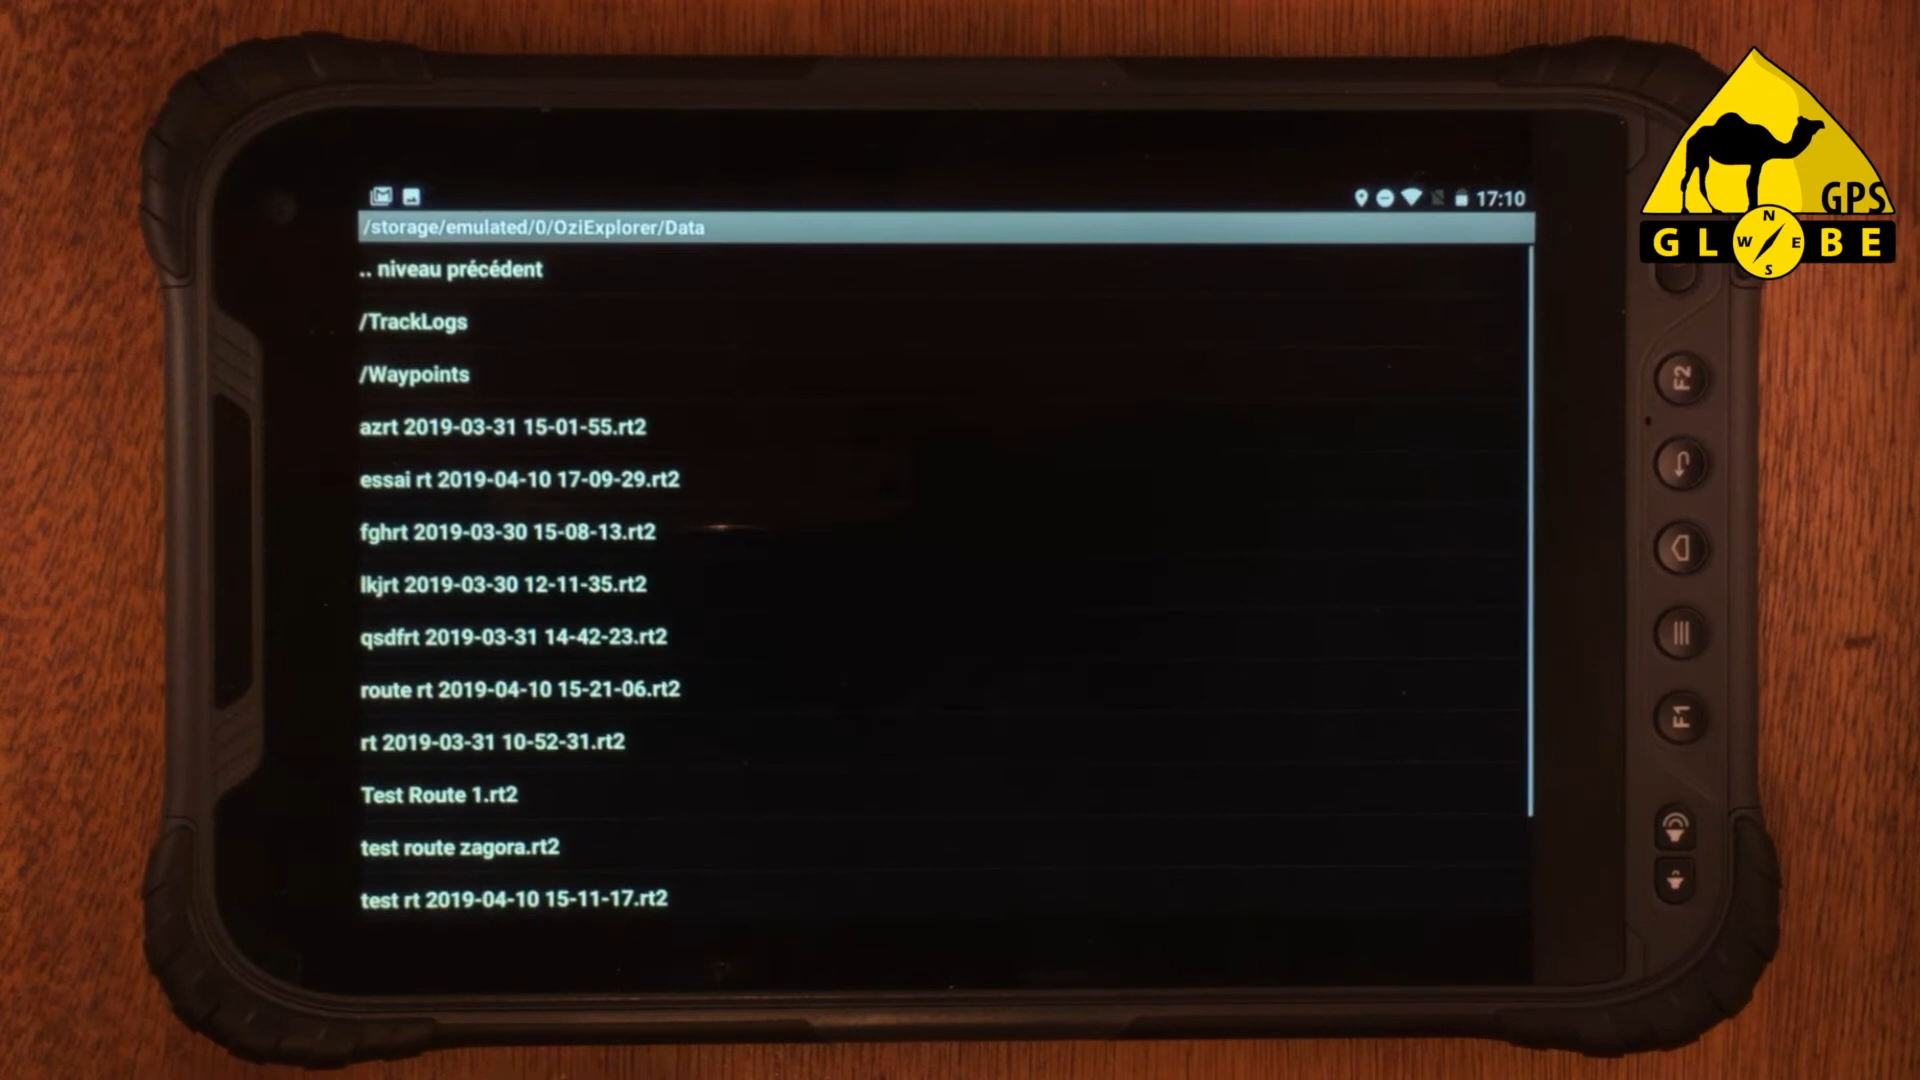 17:10
/storage/emulated/0/OziExplorer/Data
.. niveau précédent
/TrackLogs
/Waypoints
azrt 2019-03-31 15-01-55.rt2
essai rt 2019-04-10 17-09-29.rt2
fghrt 2019-03-30 15-08-13.rt2
lkjrt 2019-03-30 12-11-35.rt2
qsdfrt 2019-03-31 14-42-23.rt2
route rt 2019-04-10 15-21-06.rt2
rt 2019-03-31 10-52-31.rt2
Test Route 1.rt2
test route zagora.rt2
test rt 2019-04-10 15-11-17.rt2
GPS
GL BE
N
W E
S
F2
F1